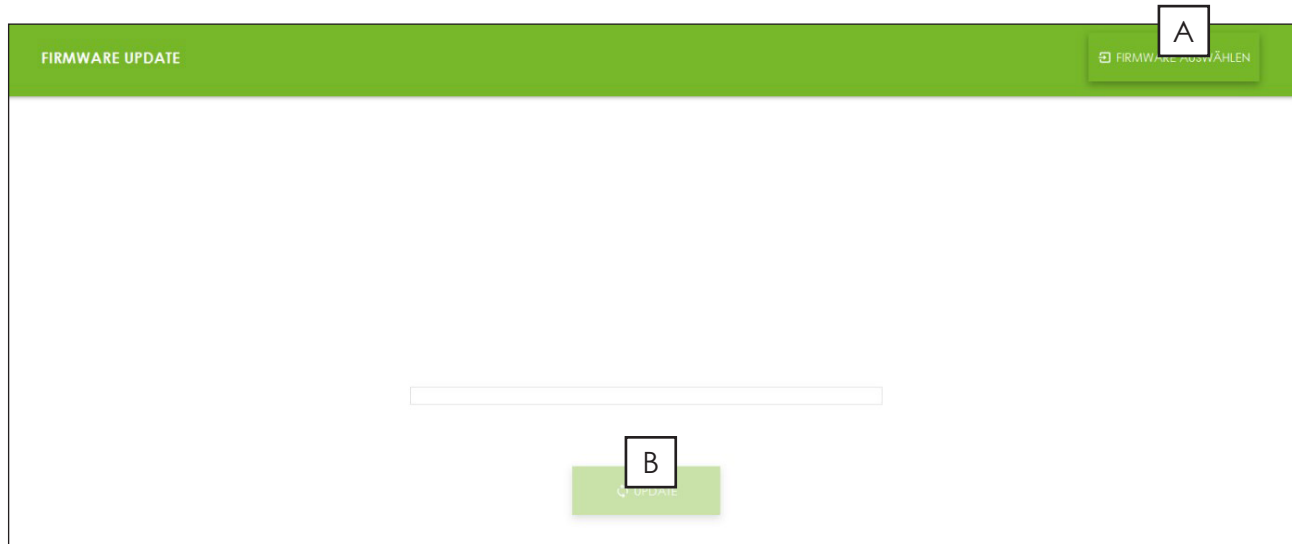 A
FIRMWARE UPDATE
FIRMWARE AUSWÄHLEN
B
UPDATE